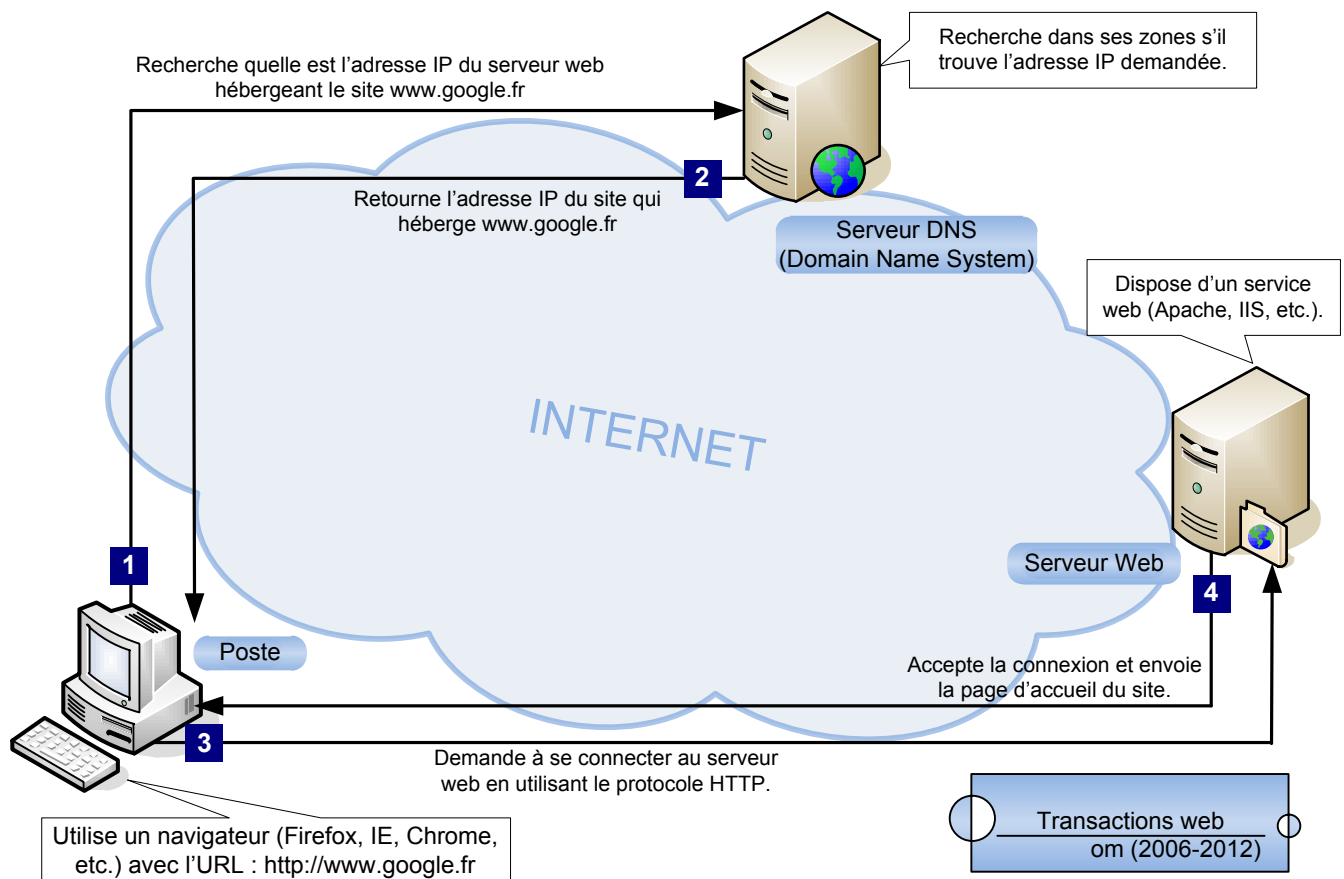 Recherche dans ses zones s’il
trouve l’adresse IP demandée.
Recherche quelle est l’adresse IP du serveur web
hébergeant le site www.google.fr
2
Retourne l’adresse IP du site qui
héberge www.google.fr
Serveur DNS
(Domain Name System)
Dispose d’un service
web (Apache, IIS, etc.).
INTERNET
1
Serveur Web
4
Poste
Accepte la connexion et envoie
la page d’accueil du site.
3
Demande à se connecter au serveur
web en utilisant le protocole HTTP.
Utilise un navigateur (Firefox, IE, Chrome,
etc.) avec l’URL : http://www.google.fr
Transactions web
om (2006-2012)